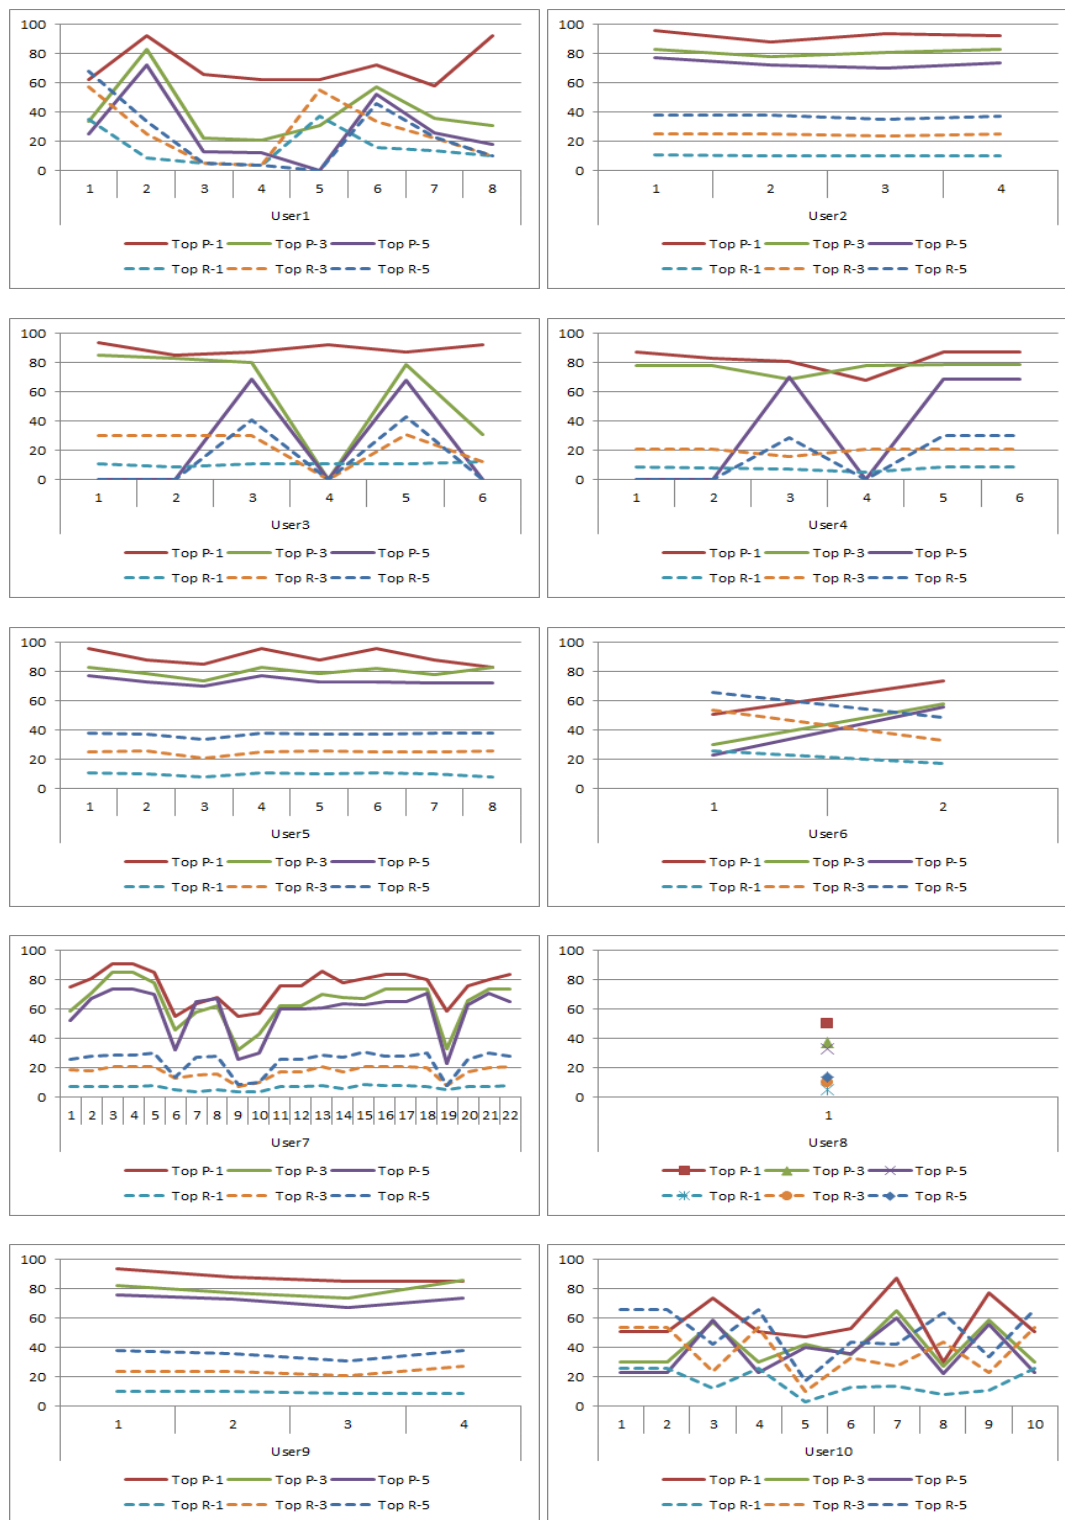 100
80
60
40
20
0
1 2 3 4 5 6 7 8
User1
Top P-1 Top P-3 Top P-5
Top R-1 Top R-3 Top R-5
100
80
60
40
20
0
1 2 3 4
User2
Top P-1 Top P-3 Top P-5
Top R-1 Top R-3 Top R-5
100
80
60
40
20
0
1 2 3 4 5 6
User3
Top P-1 Top P-3 Top P-5
Top R-1 Top R-3 Top R-5
100
80
60
40
20
0
1 2 3 4 5 6
User4
Top P-1 Top P-3 Top P-5
Top R-1 Top R-3 Top R-5
100
80
60
40
20
0
1 2 3 4 5 6 7 8
User5
Top P-1 Top P-3 Top P-5
Top R-1 Top R-3 Top R-5
100
80
60
40
20
0
1 2
User6
Top P-1 Top P-3 Top P-5
Top R-1 Top R-3 Top R-5
100
80
60
40
20
0
1 2 3 4 5 6 7 8 9 10 11 12 13 14 15 16 17 18 19 20 21 22
User7
Top P-1 Top P-3 Top P-5
Top R-1 Top R-3 Top R-5
100
80
60
40
20
0
1
User8
Top P-1 Top P-3 Top P-5
Top R-1 Top R-3 Top R-5
100
80
60
40
20
0
1 2 3 4
User9
Top P-1 Top P-3 Top P-5
Top R-1 Top R-3 Top R-5
100
80
60
40
20
0
1 2 3 4 5 6 7 8 9 10
User10
Top P-1 Top P-3 Top P-5
Top R-1 Top R-3 Top R-5